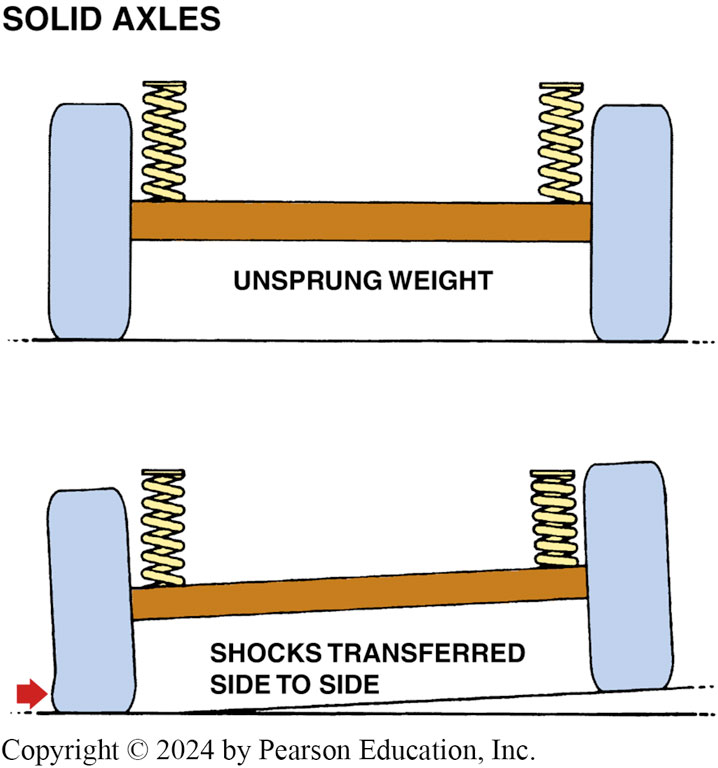 SOLID AXLES
UNSPRUNG WEIGHT
SHOCKS TRANSFERRED
SIDE TO SIDE
Copyright © 2024 by Pearson Education, Inc.